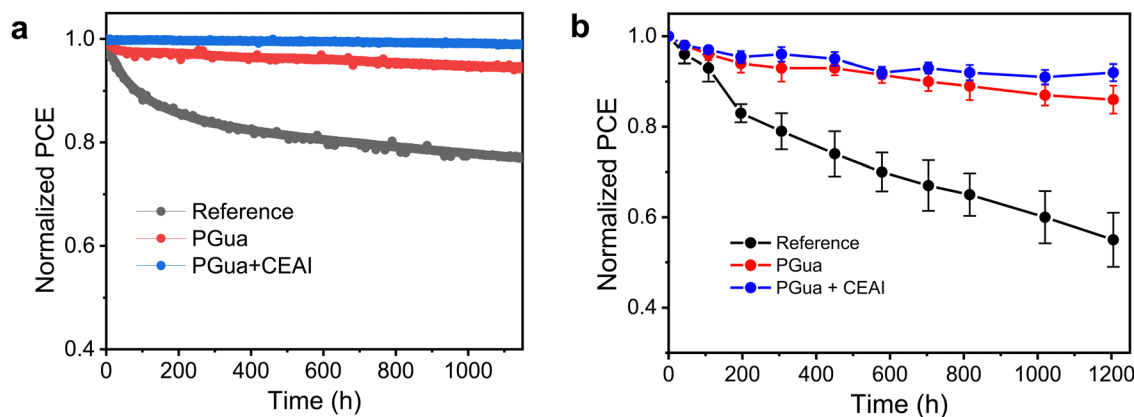 a
Normalized PCE
1.0
0.8
0.6
0.4
Reference
PGua
PGua+CEAI
0 200 400 600 800 1000
Time (h)
b
Normalized PCE
1.0
0.8
0.6
0.4
Reference
PGua
PGua + CEAI
0 200 400 600 800 1000 1200
Time (h)